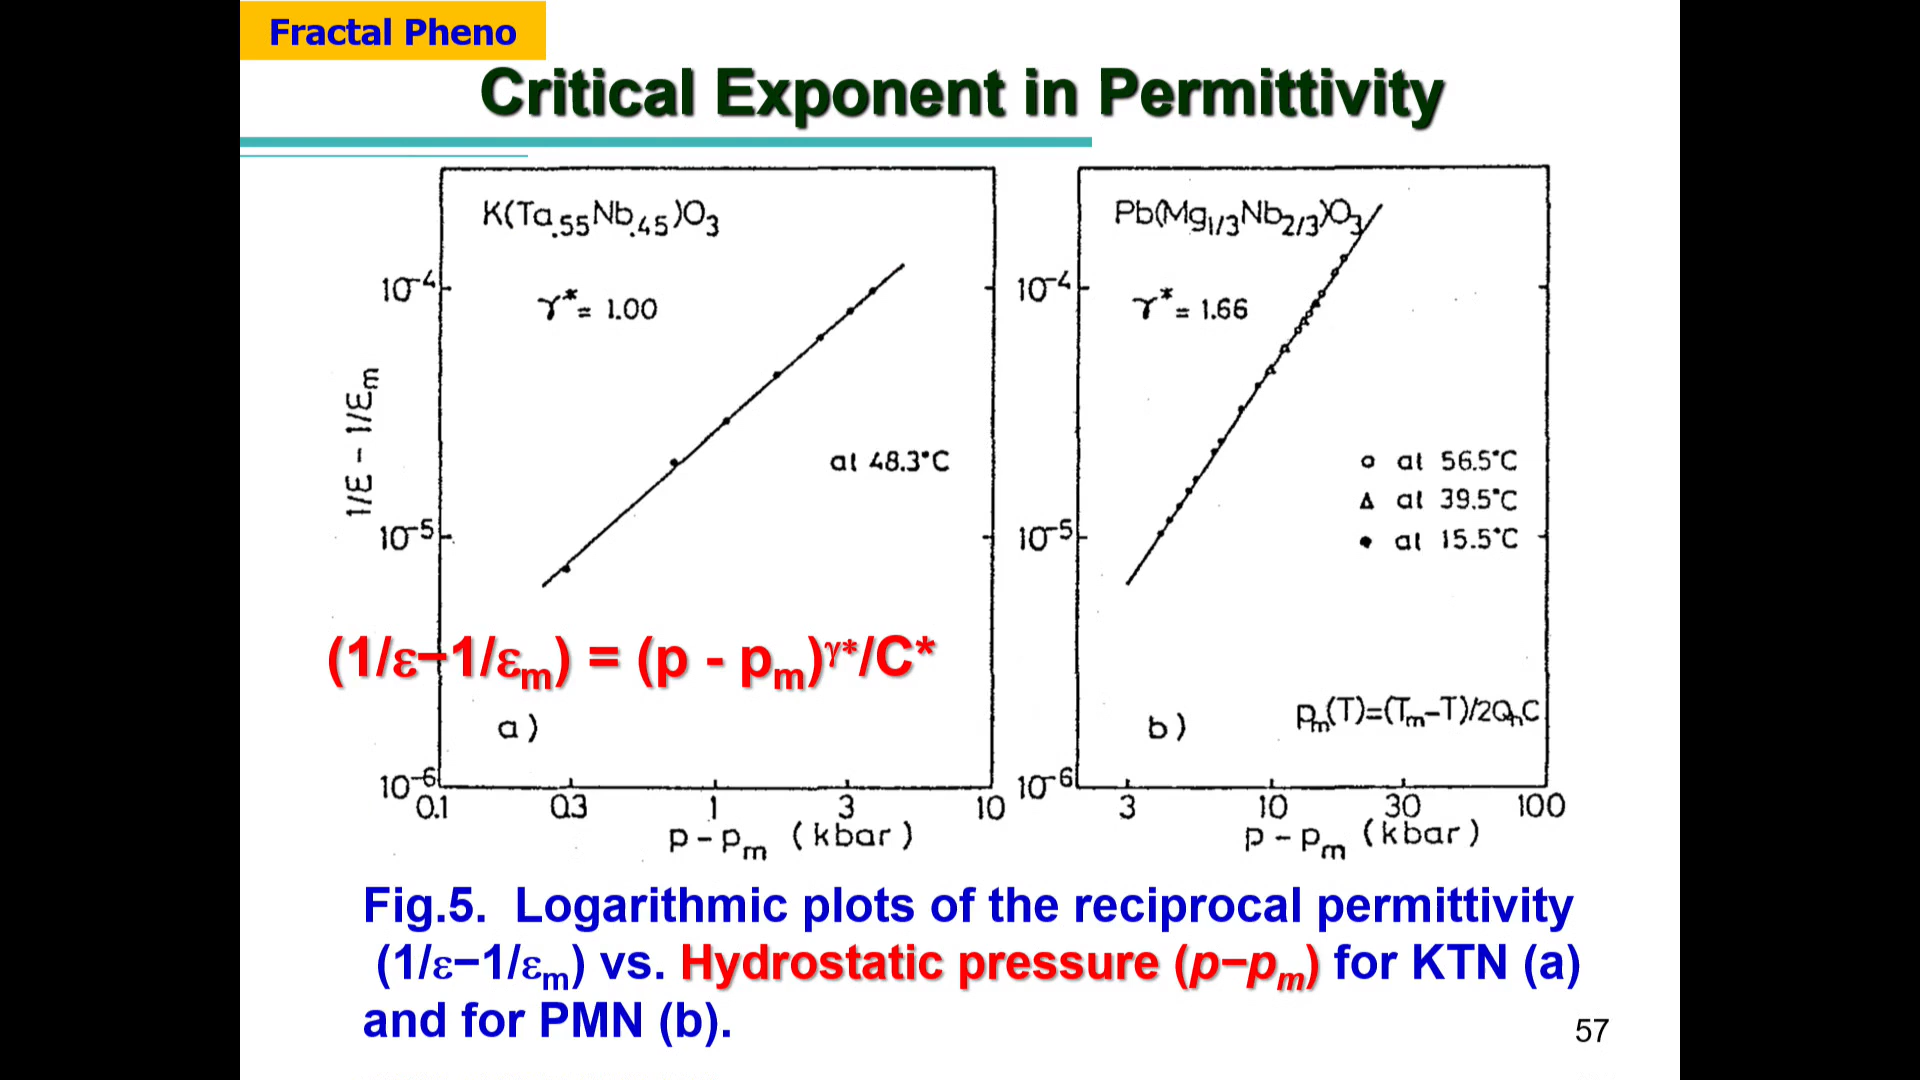 Fractal Pheno
Critical Exponent in Permittivity
K(Ta.55Nb.45)O3
γ* = 1.00
at 48.3°C
1/ε − 1/εm
10−4
10−5
10−6
0.1 0.3 1 3 10
p − pm (kbar)
a)
(1/ε−1/εm) = (p - pm)γ*/C*
Pb(Mg1/3Nb2/3)O3
γ* = 1.66
o at 56.5°C
Δ at 39.5°C
• at 15.5°C
10−4
10−5
10−6
b)
pm(T)=(Tm−T)/2QhC
3 10 30 100
p − pm (kbar)
Fig.5. Logarithmic plots of the reciprocal permittivity
(1/ε−1/εm) vs. Hydrostatic pressure (p−pm) for KTN (a)
and for PMN (b).
57